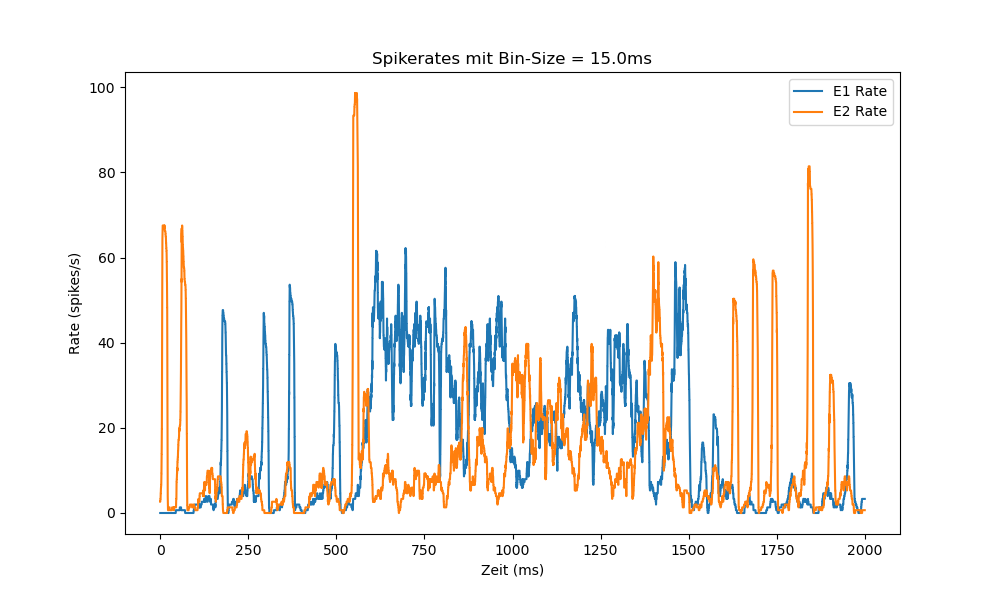 Spikerates mit Bin-Size = 15.0ms
E1 Rate
E2 Rate
100
80
60
40
20
0
Rate (spikes/s)
0 250 500 750 1000 1250 1500 1750 2000
Zeit (ms)